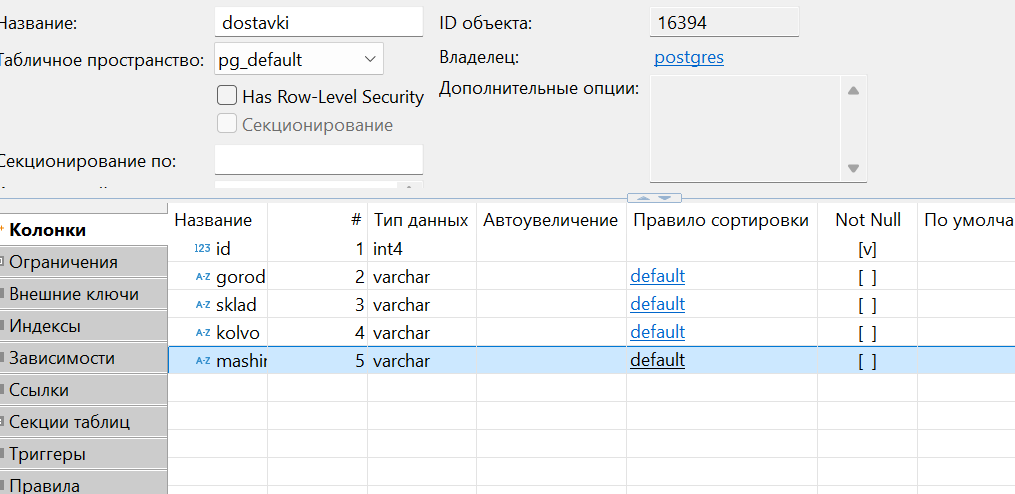 Название: dostavki ID объекта: 16394
Табличное пространство: pg_default Владелец: postgres
Has Row-Level Security Дополнительные опции:
Секционирование
Секционирование по:
Название # Тип данных Автоувеличение Правило сортировки Not Null По умолча
Колонки
Ограничения
Внешние ключи
Индексы
Зависимости
Ссылки
Секции таблиц
Триггеры
Правила
123 id 1 int4 [v]
A-Z gorod 2 varchar default [ ]
A-Z sklad 3 varchar default [ ]
A-Z kolvo 4 varchar default [ ]
A-Z mashin 5 varchar default [ ]